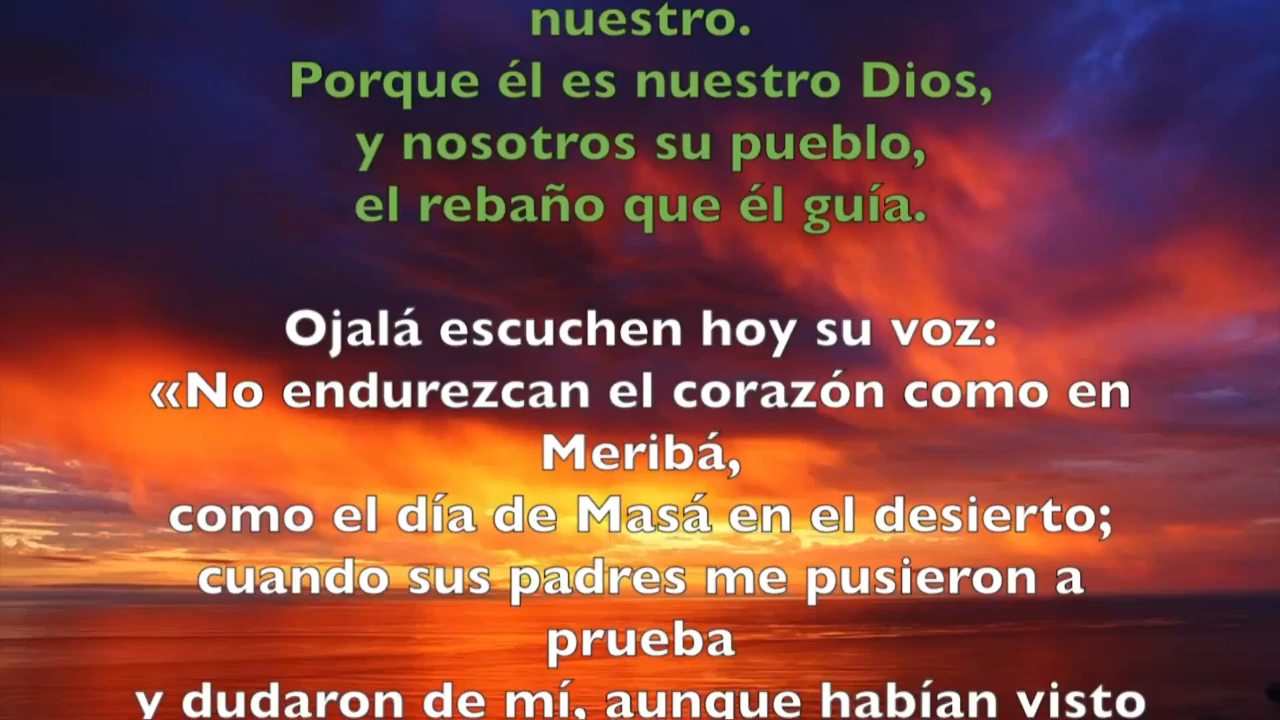 nuestro.
Porque él es nuestro Dios,
y nosotros su pueblo,
el rebaño que él guía.
Ojalá escuchen hoy su voz:
«No endurezcan el corazón como en
Meribá,
como el día de Masá en el desierto;
cuando sus padres me pusieron a
prueba
y dudaron de mí, aunque habían visto